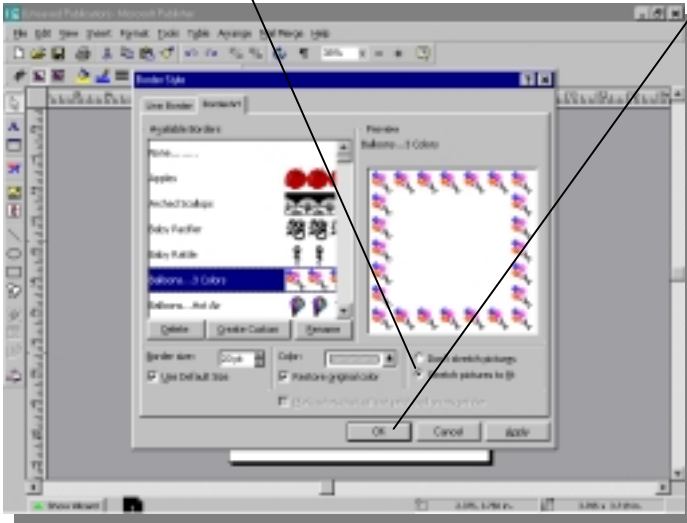 Unsaved Publication - Microsoft Publisher
File Edit View Insert Format Tools Table Arrange Mail Merge Help
Border Style
Line Border BorderArt
Available Borders
Preview
None
Balloons...3 Colors
Apples
Arched Scallops
Baby Pacifier
Baby Rattle
Balloons...3 Colors
Balloons...Hot Air
Delete Create Custom Rename
Border size: Color: Don't stretch pictures
Use Default Size Restore original color Stretch pictures to fit
OK Cancel Apply
Show Wizard